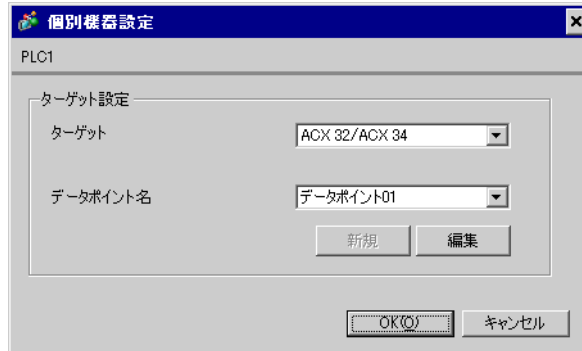 個別機器設定
PLC1
ターゲット設定
ターゲット
ACX 32/ACX 34
データポイント名
データポイント01
新規
編集
OK(O)
キャンセル